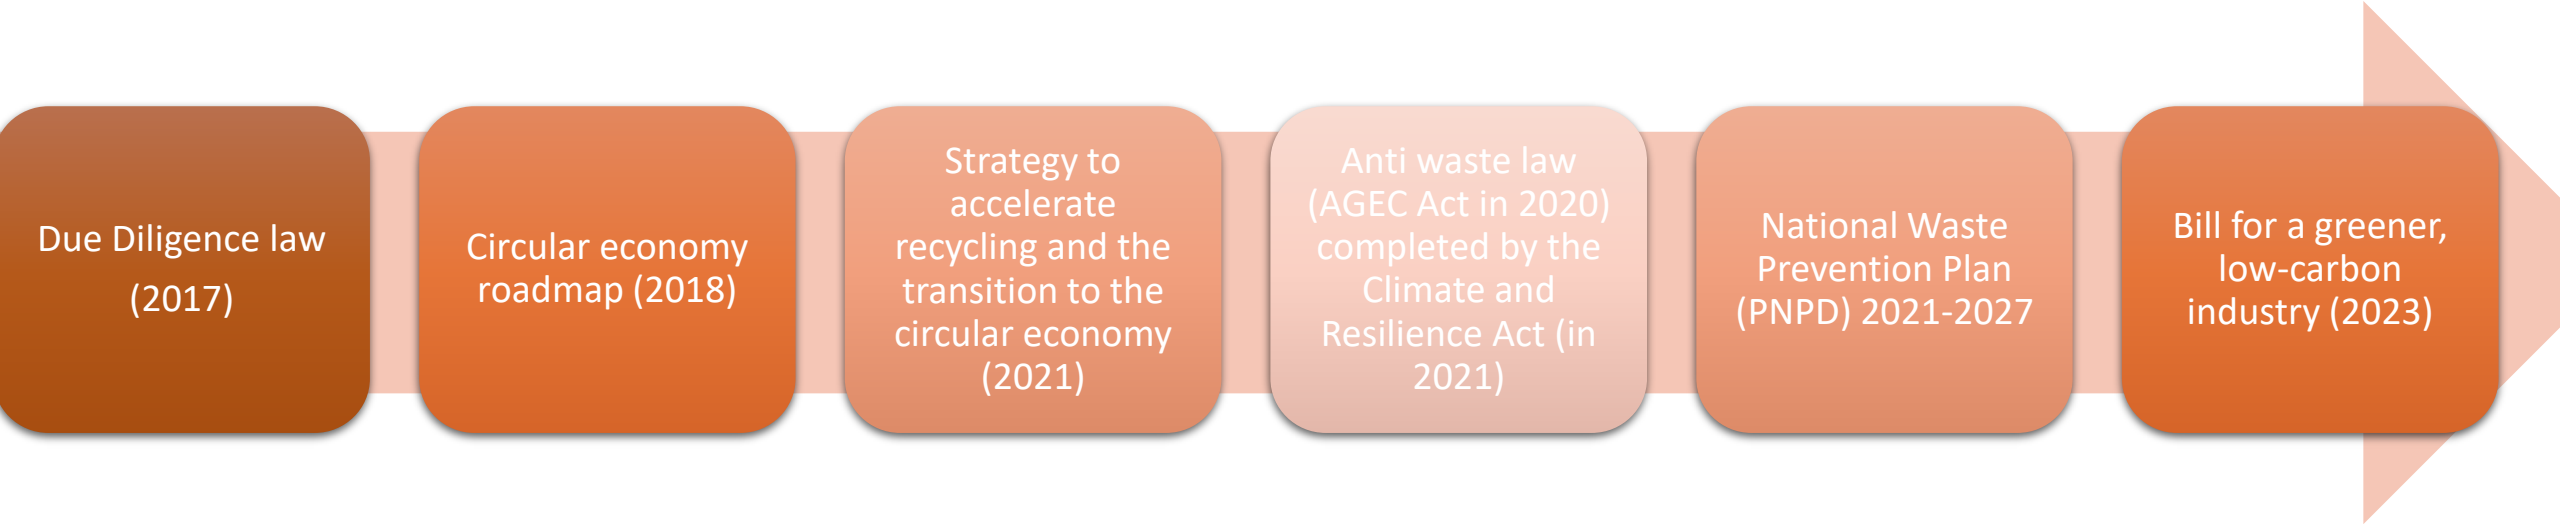 Due Diligence law
(2017)
Circular economy
roadmap (2018)
Strategy to
accelerate
recycling and the
transition to the
circular economy
(2021)
Anti waste law
(AGEC Act in 2020)
completed by the
Climate and
Resilience Act (in
2021)
National Waste
Prevention Plan
(PNPD) 2021-2027
Bill for a greener,
low-carbon
industry (2023)